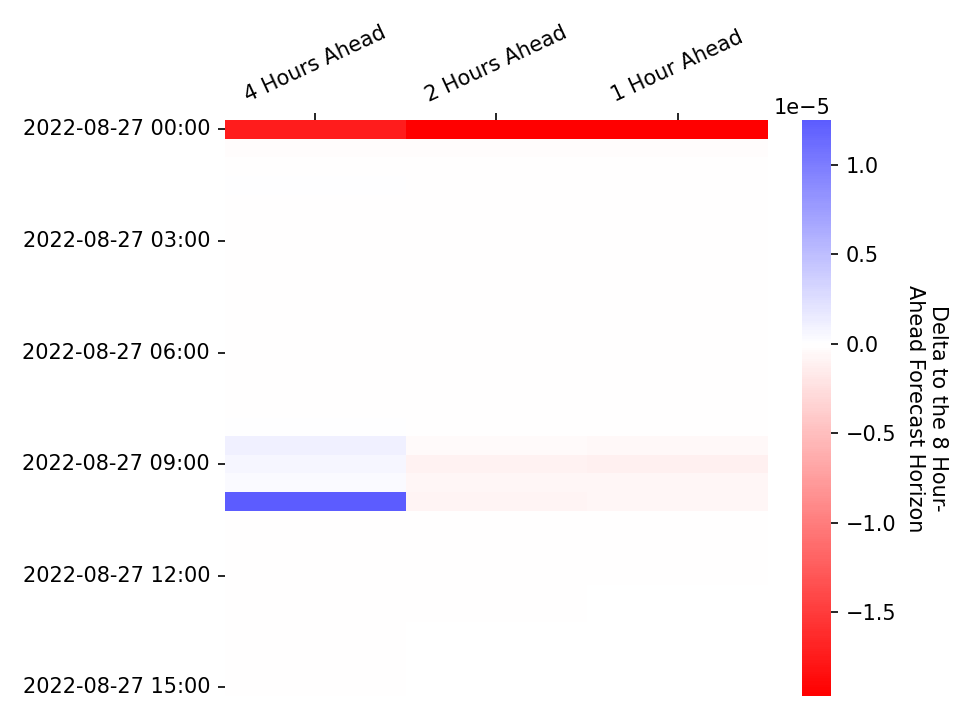 4 Hours Ahead
2 Hours Ahead
1 Hour Ahead
2022-08-27 00:00
2022-08-27 03:00
2022-08-27 06:00
2022-08-27 09:00
2022-08-27 12:00
2022-08-27 15:00
1e−5
1.0
0.5
0.0
−0.5
−1.0
−1.5
Delta to the 8 Hour-
Ahead Forecast Horizon